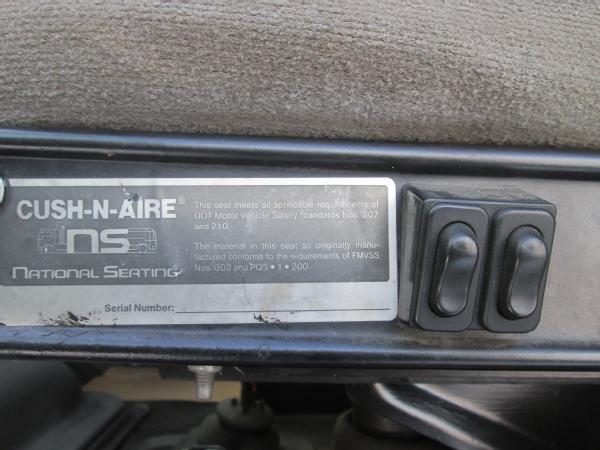 CUSH-N-AIRE®
ns
NATIONAL SEATING
This seat meets all applicable requirements of
DOT Motor Vehicle Safety Standards Nos. 207
and 210.
The material in this seat as originally manu-
factured conforms to the requirements of FMVSS
Nos. 302 and PQS • 1 • 200.
Serial Number: